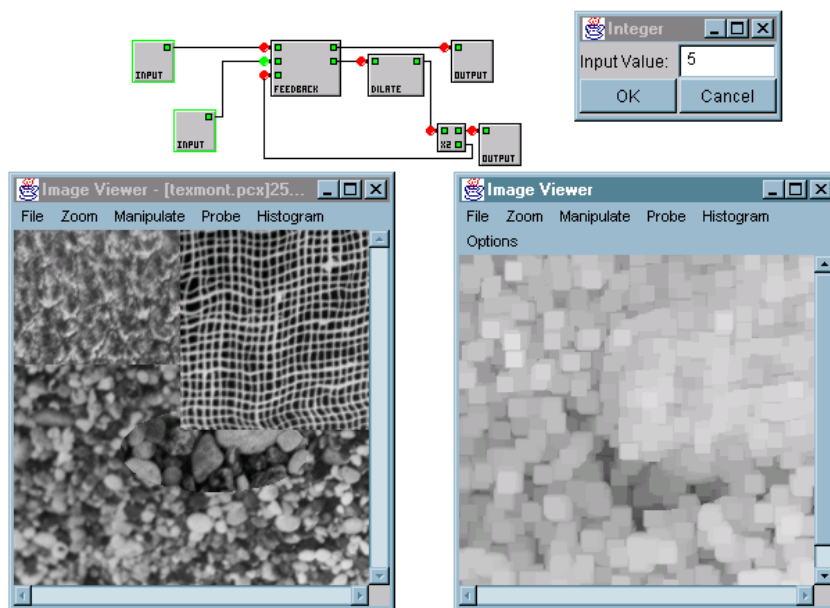 INPUT
INPUT
FEEDBACK
DILATE
OUTPUT
X2
OUTPUT
Integer
Input Value: 5
OK Cancel
Image Viewer - [texmont.pcx]25...
File Zoom Manipulate Probe Histogram
Image Viewer
File Zoom Manipulate Probe Histogram
Options